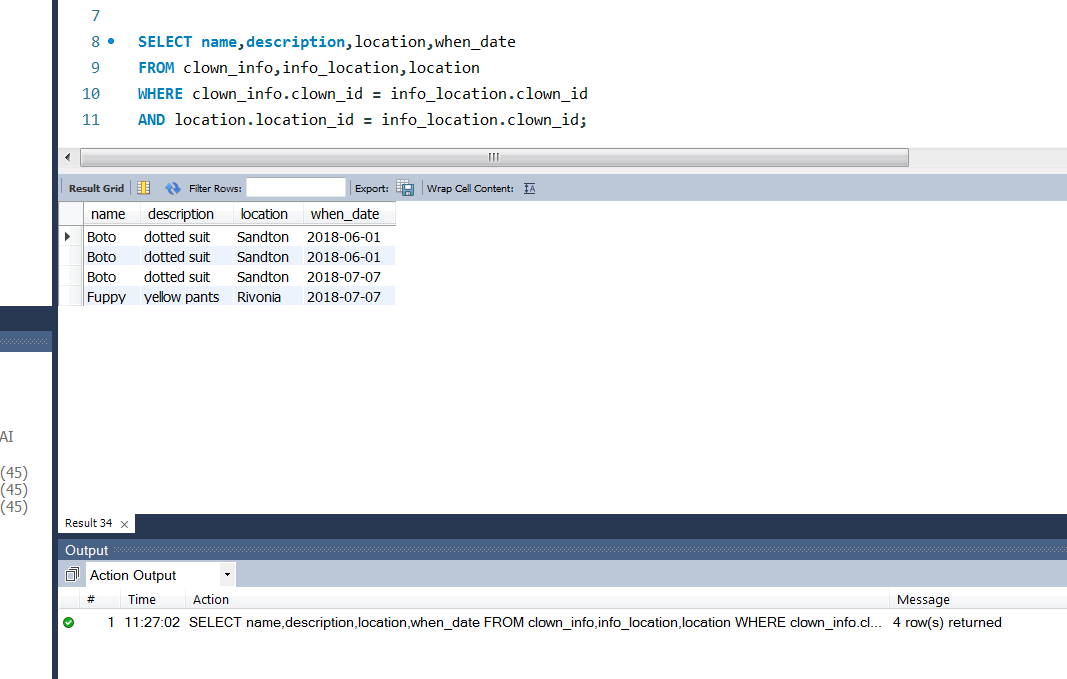 7
8 SELECT name,description,location,when_date
9 FROM clown_info,info_location,location
10 WHERE clown_info.clown_id = info_location.clown_id
11 AND location.location_id = info_location.clown_id;
Result Grid Filter Rows: Export: Wrap Cell Content: IA
name description location when_date
Boto dotted suit Sandton 2018-06-01
Boto dotted suit Sandton 2018-06-01
Boto dotted suit Sandton 2018-07-07
Fuppy yellow pants Rivonia 2018-07-07
AI
(45)
(45)
(45)
Result 34
Output
Action Output
# Time Action Message
1 11:27:02 SELECT name,description,location,when_date FROM clown_info,info_location,location WHERE clown_info.cl... 4 row(s) returned